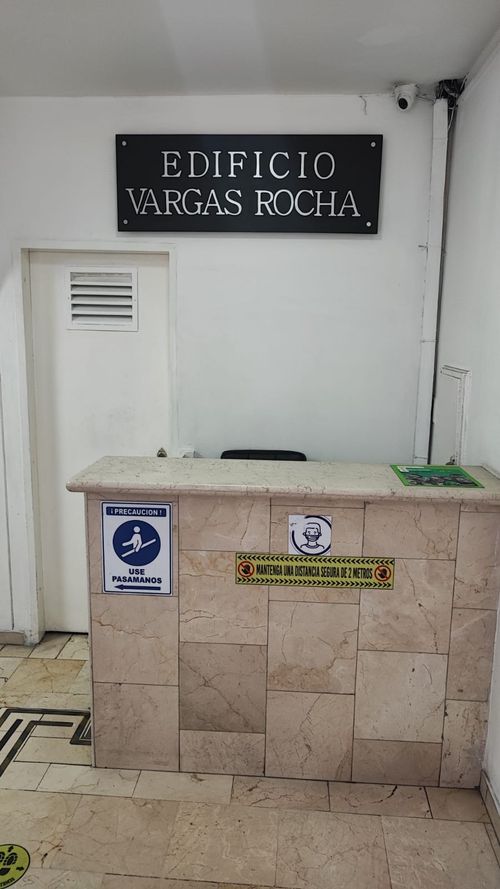 EDIFICIO
VARGAS ROCHA
¡PRECAUCION!
USE
PASAMANOS
MANTENGA UNA DISTANCIA SEGURA DE 2 METROS